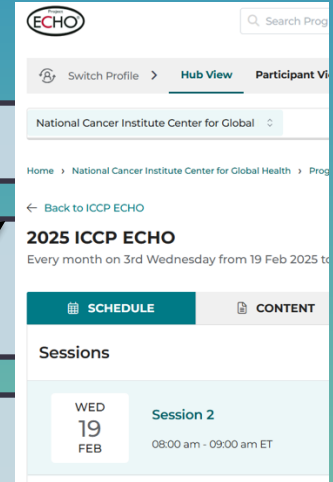 Project
ECHO
Search Prog
Switch Profile > Hub View Participant Vi
National Cancer Institute Center for Global
Home > National Cancer Institute Center for Global Health > Prog
← Back to ICCP ECHO
2025 ICCP ECHO
Every month on 3rd Wednesday from 19 Feb 2025 to
SCHEDULE CONTENT
Sessions
WED
19
FEB
Session 2
08:00 am - 09:00 am ET